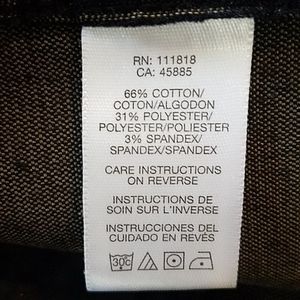 RN: 111818
CA: 45885
66% COTTON/
COTON/ALGODON
31% POLYESTER/
POLYESTER/POLIESTER
3% SPANDEX/
SPANDEX/SPANDEX
CARE INSTRUCTIONS
ON REVERSE
INSTRUCTIONS DE
SOIN SUR L'INVERSE
INSTRUCCIONES DEL
CUIDADO EN REVÉS
30C